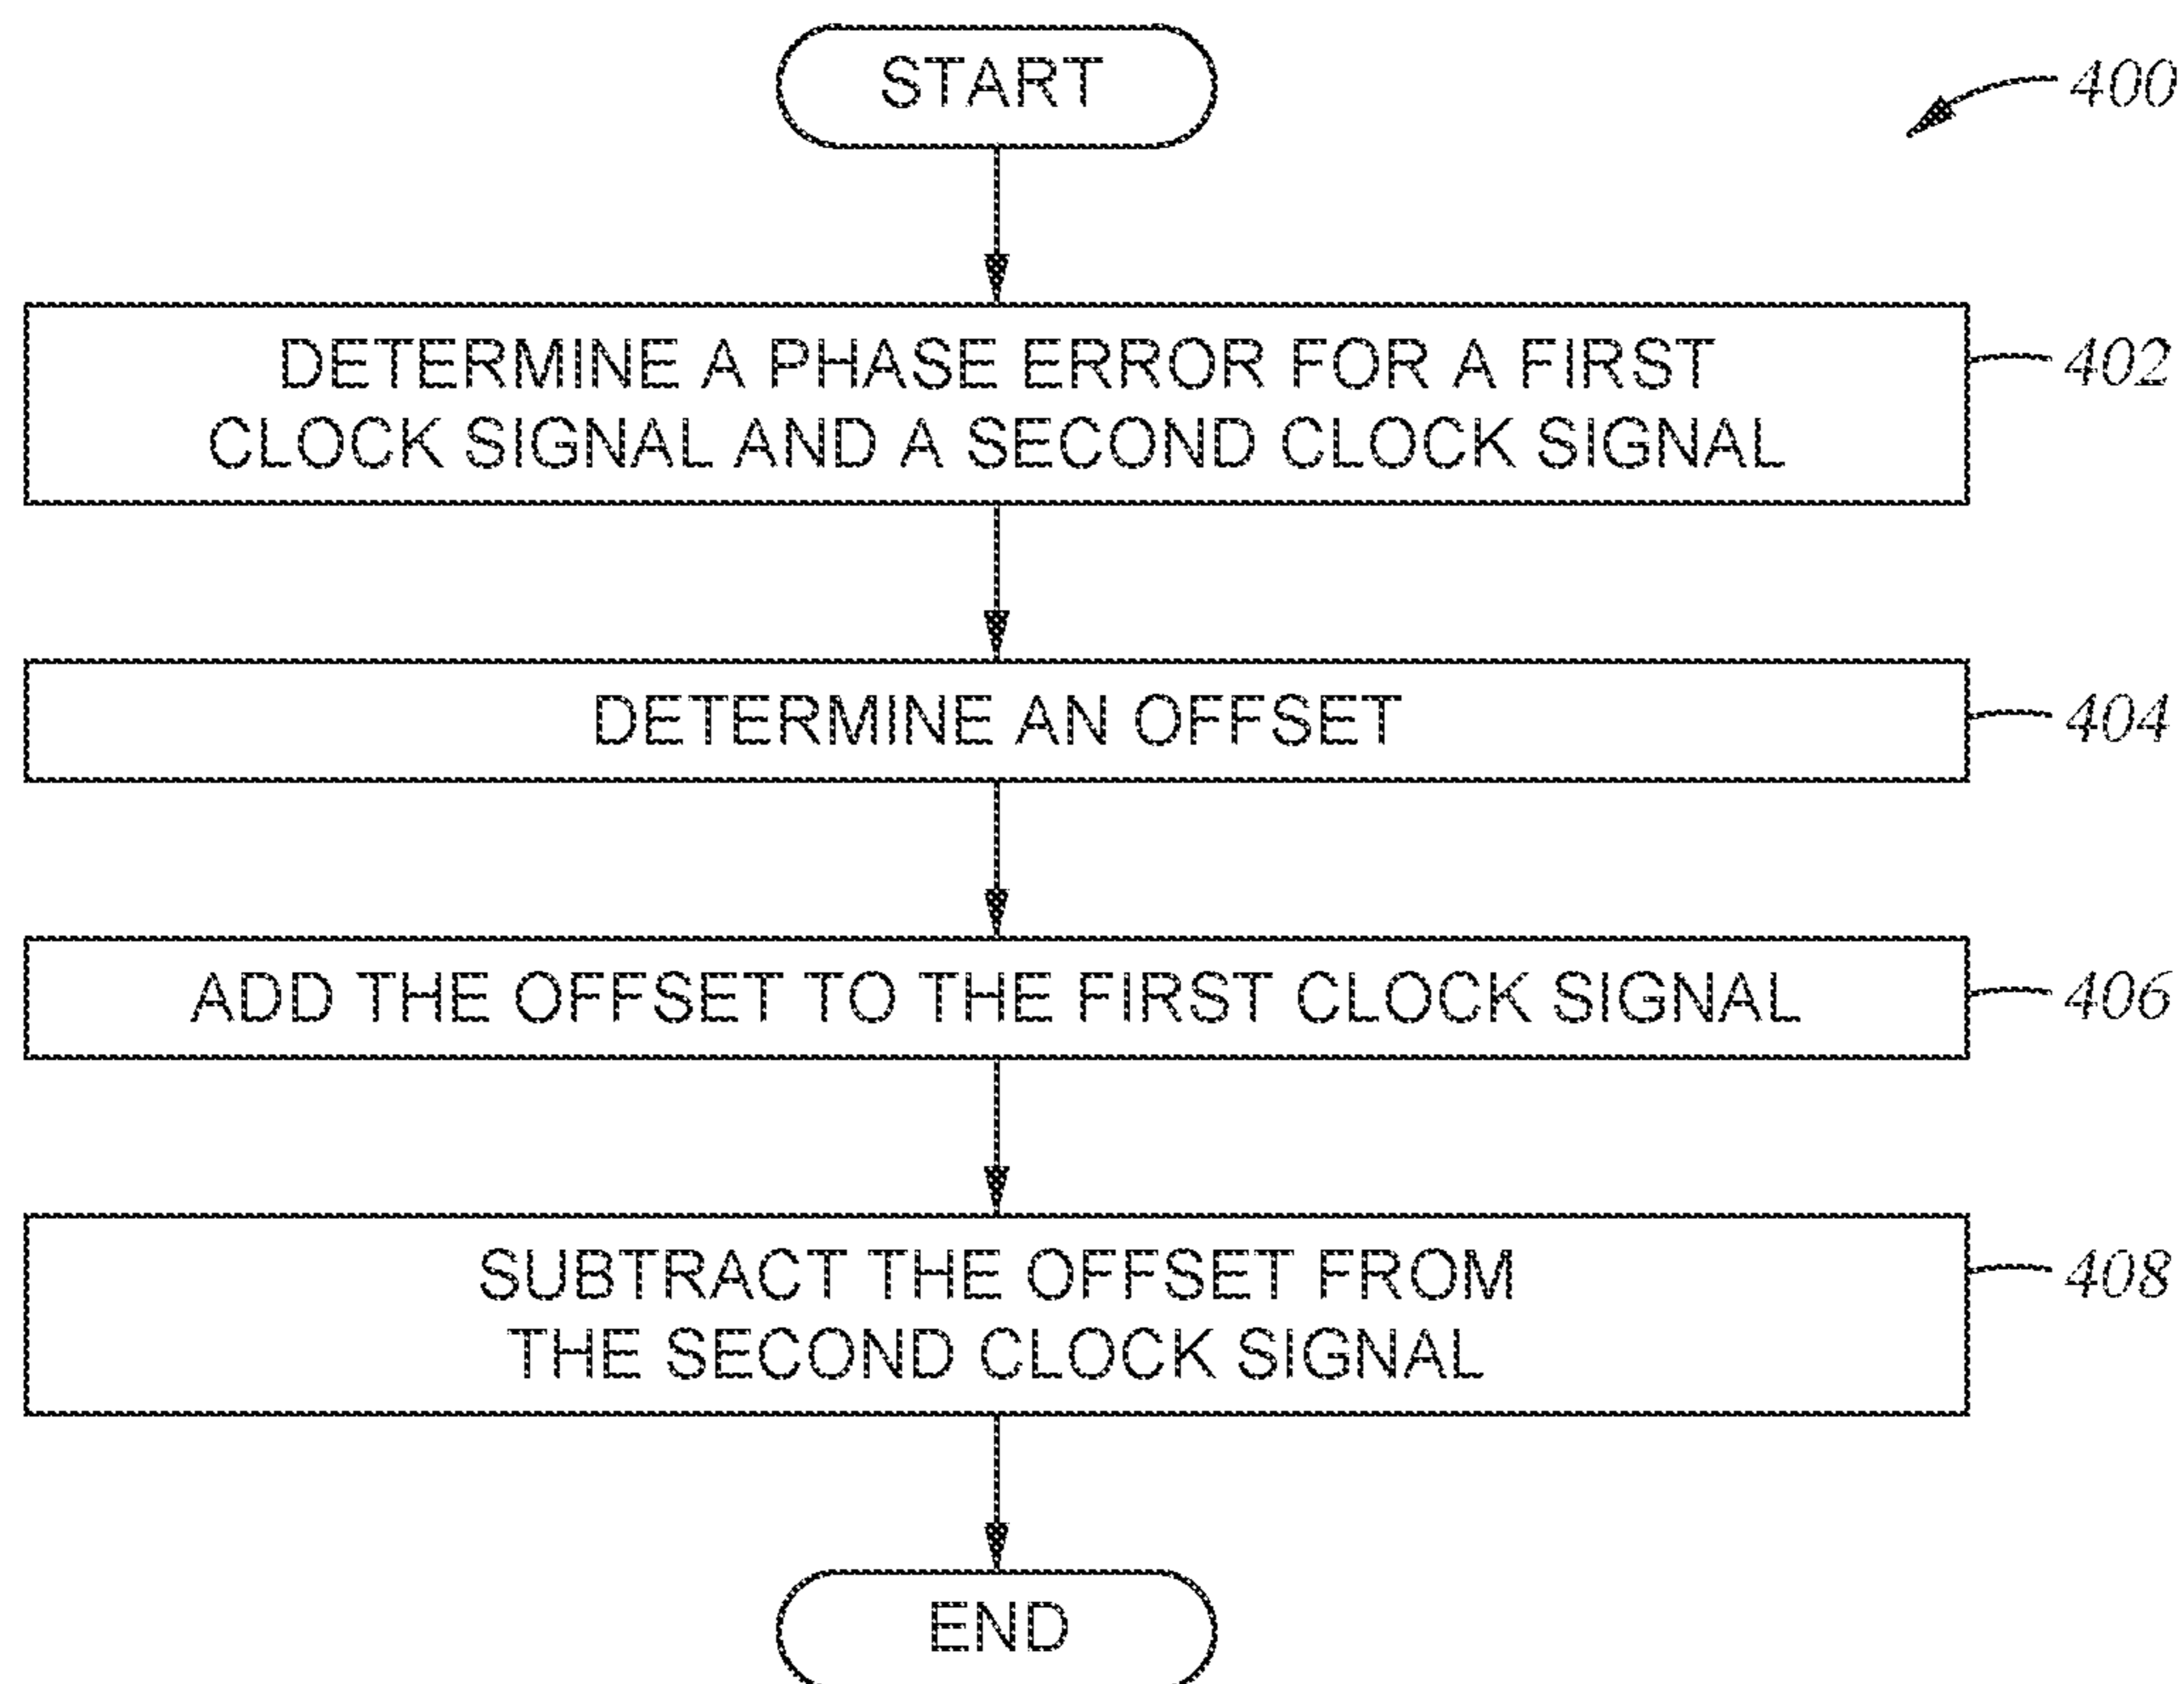 START
400
DETERMINE A PHASE ERROR FOR A FIRST
CLOCK SIGNAL AND A SECOND CLOCK SIGNAL
402
DETERMINE AN OFFSET
404
ADD THE OFFSET TO THE FIRST CLOCK SIGNAL
406
SUBTRACT THE OFFSET FROM
THE SECOND CLOCK SIGNAL
408
END